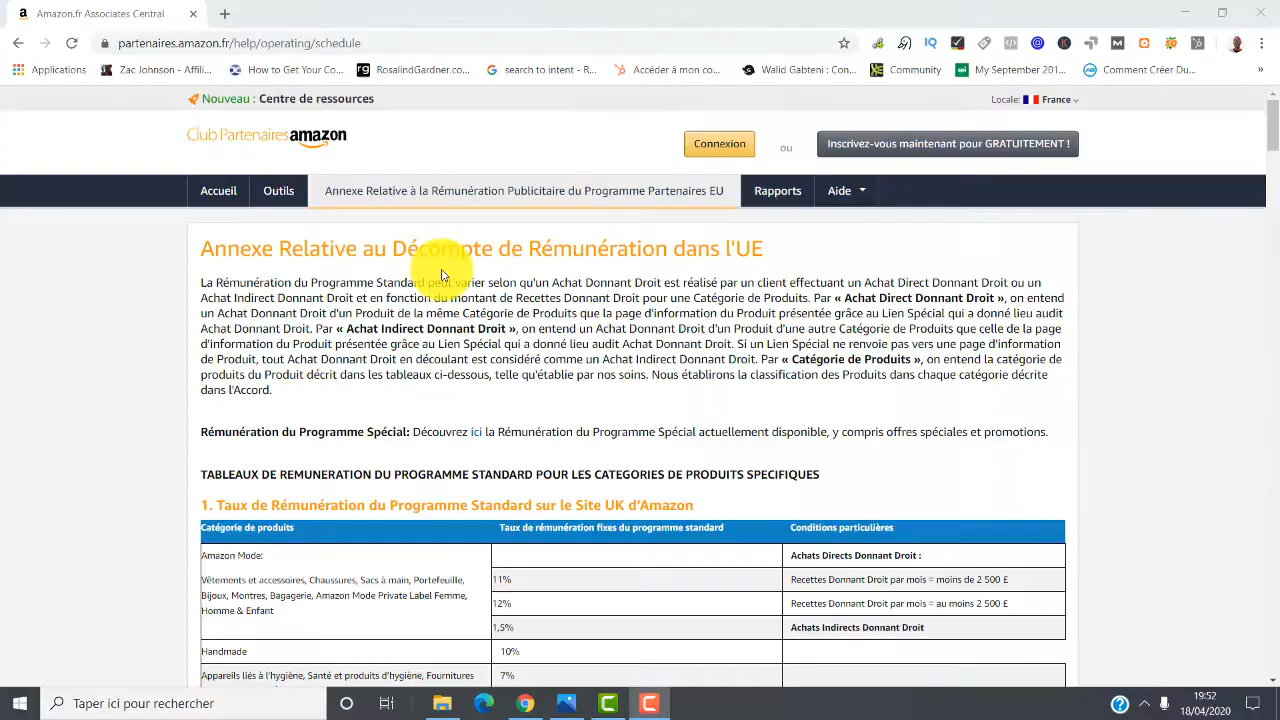 Amazon.fr Associates Central
partenaires.amazon.fr/help/operating/schedule
Applications Zac Johnson - Affili... How to Get Your Co... RosalindGardner.co... search to intent - R... Accéder à mon co... Walid Gabteni : Con... Community My September 201... Comment Créer Du... »
Nouveau : Centre de ressources
Locale: France
Club Partenaires amazon
Connexion ou Inscrivez-vous maintenant pour GRATUITEMENT !
Accueil Outils Annexe Relative à la Rémunération Publicitaire du Programme Partenaires EU Rapports Aide
Annexe Relative au Décompte de Rémunération dans l'UE
La Rémunération du Programme Standard peut varier selon qu'un Achat Donnant Droit est réalisé par un client effectuant un Achat Direct Donnant Droit ou un
Achat Indirect Donnant Droit et en fonction du montant de Recettes Donnant Droit pour une Catégorie de Produits. Par « Achat Direct Donnant Droit », on entend
un Achat Donnant Droit d'un Produit de la même Catégorie de Produits que la page d'information du Produit présentée grâce au Lien Spécial qui a donné lieu audit
Achat Donnant Droit. Par « Achat Indirect Donnant Droit », on entend un Achat Donnant Droit d'un Produit d'une autre Catégorie de Produits que celle de la page
d'information du Produit présentée grâce au Lien Spécial qui a donné lieu audit Achat Donnant Droit. Si un Lien Spécial ne renvoie pas vers une page d'information
de Produit, tout Achat Donnant Droit en découlant est considéré comme un Achat Indirect Donnant Droit. Par « Catégorie de Produits », on entend la catégorie de
produits du Produit décrit dans les tableaux ci-dessous, telle qu'établie par nos soins. Nous établirons la classification des Produits dans chaque catégorie décrite
dans l'Accord.
Rémunération du Programme Spécial: Découvrez ici la Rémunération du Programme Spécial actuellement disponible, y compris offres spéciales et promotions.
TABLEAUX DE REMUNERATION DU PROGRAMME STANDARD POUR LES CATEGORIES DE PRODUITS SPECIFIQUES
1. Taux de Rémunération du Programme Standard sur le Site UK d'Amazon
Catégorie de produits Taux de rémunération fixes du programme standard Conditions particulières
Amazon Mode: Achats Directs Donnant Droit :
Vêtements et accessoires, Chaussures, Sacs à main, Portefeuille, 11% Recettes Donnant Droit par mois = moins de 2 500 £
Bijoux, Montres, Bagagerie, Amazon Mode Private Label Femme, 12% Recettes Donnant Droit par mois = au moins 2 500 £
Homme & Enfant
1,5% Achats Indirects Donnant Droit
Handmade 10%
Appareils liés à l'hygiène, Santé et produits d'hygiène, Fournitures 7%
Taper ici pour rechercher
19:52
18/04/2020